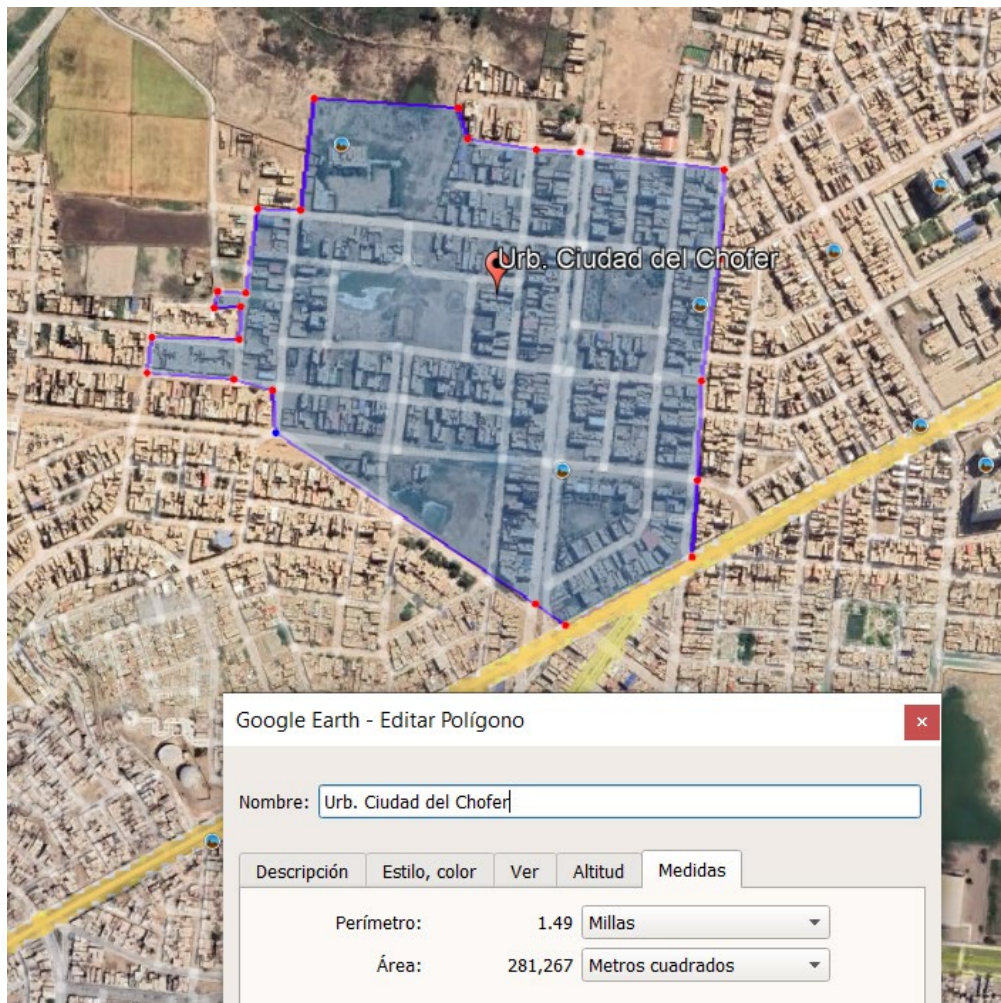 Urb. Ciudad del Chofer
Google Earth - Editar Polígono
×
Nombre: Urb. Ciudad del Chofer
Descripción Estilo, color Ver Altitud Medidas
Perímetro: 1.49 Millas
Área: 281,267 Metros cuadrados